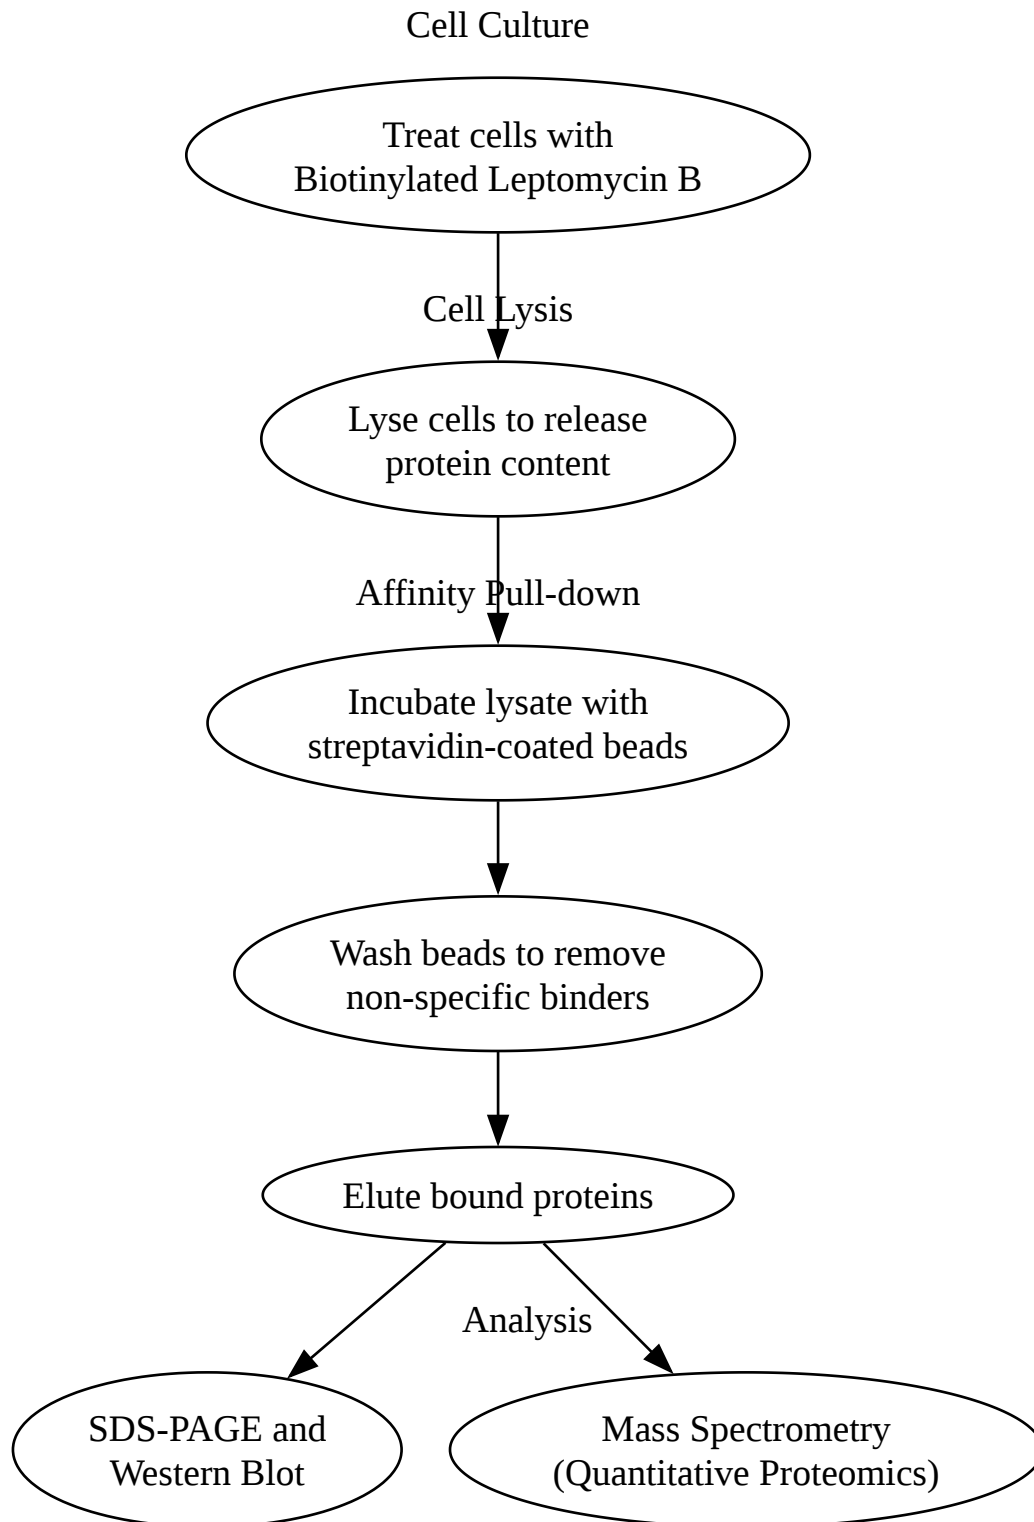 Cell Culture
Treat cells with
Biotinylated Leptomycin B
Cell Lysis
Lyse cells to release
protein content
Affinity Pull-down
Incubate lysate with
streptavidin-coated beads
Wash beads to remove
non-specific binders
Elute bound proteins
Analysis
SDS-PAGE and
Western Blot
Mass Spectrometry
(Quantitative Proteomics)